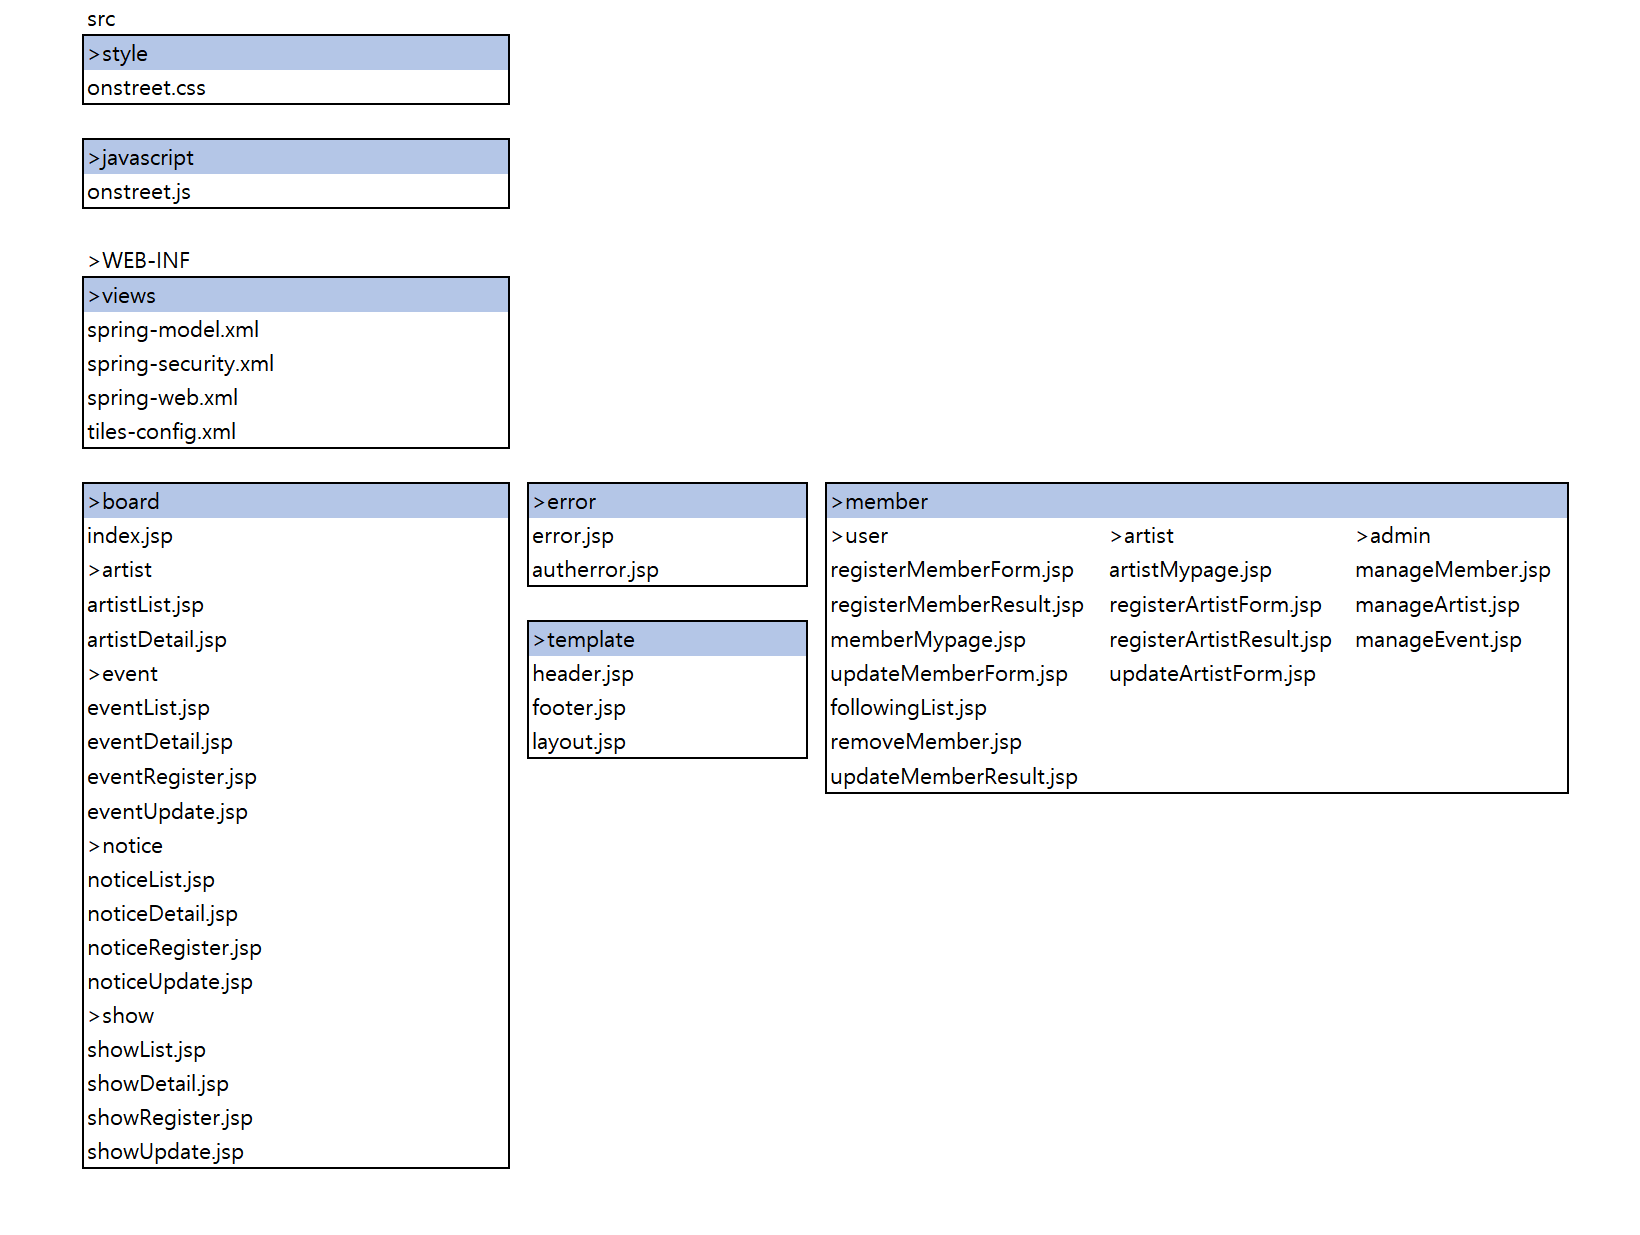 src
>style
onstreet.css
>javascript
onstreet.js
>WEB-INF
>views
spring-model.xml
spring-security.xml
spring-web.xml
tiles-config.xml
>board
index.jsp
>artist
artistList.jsp
artistDetail.jsp
>event
eventList.jsp
eventDetail.jsp
eventRegister.jsp
eventUpdate.jsp
>notice
noticeList.jsp
noticeDetail.jsp
noticeRegister.jsp
noticeUpdate.jsp
>show
showList.jsp
showDetail.jsp
showRegister.jsp
showUpdate.jsp
>error
error.jsp
autherror.jsp
>template
header.jsp
footer.jsp
layout.jsp
>member
>user
registerMemberForm.jsp
registerMemberResult.jsp
memberMypage.jsp
updateMemberForm.jsp
followingList.jsp
removeMember.jsp
updateMemberResult.jsp
>artist
artistMypage.jsp
registerArtistForm.jsp
registerArtistResult.jsp
updateArtistForm.jsp
>admin
manageMember.jsp
manageArtist.jsp
manageEvent.jsp